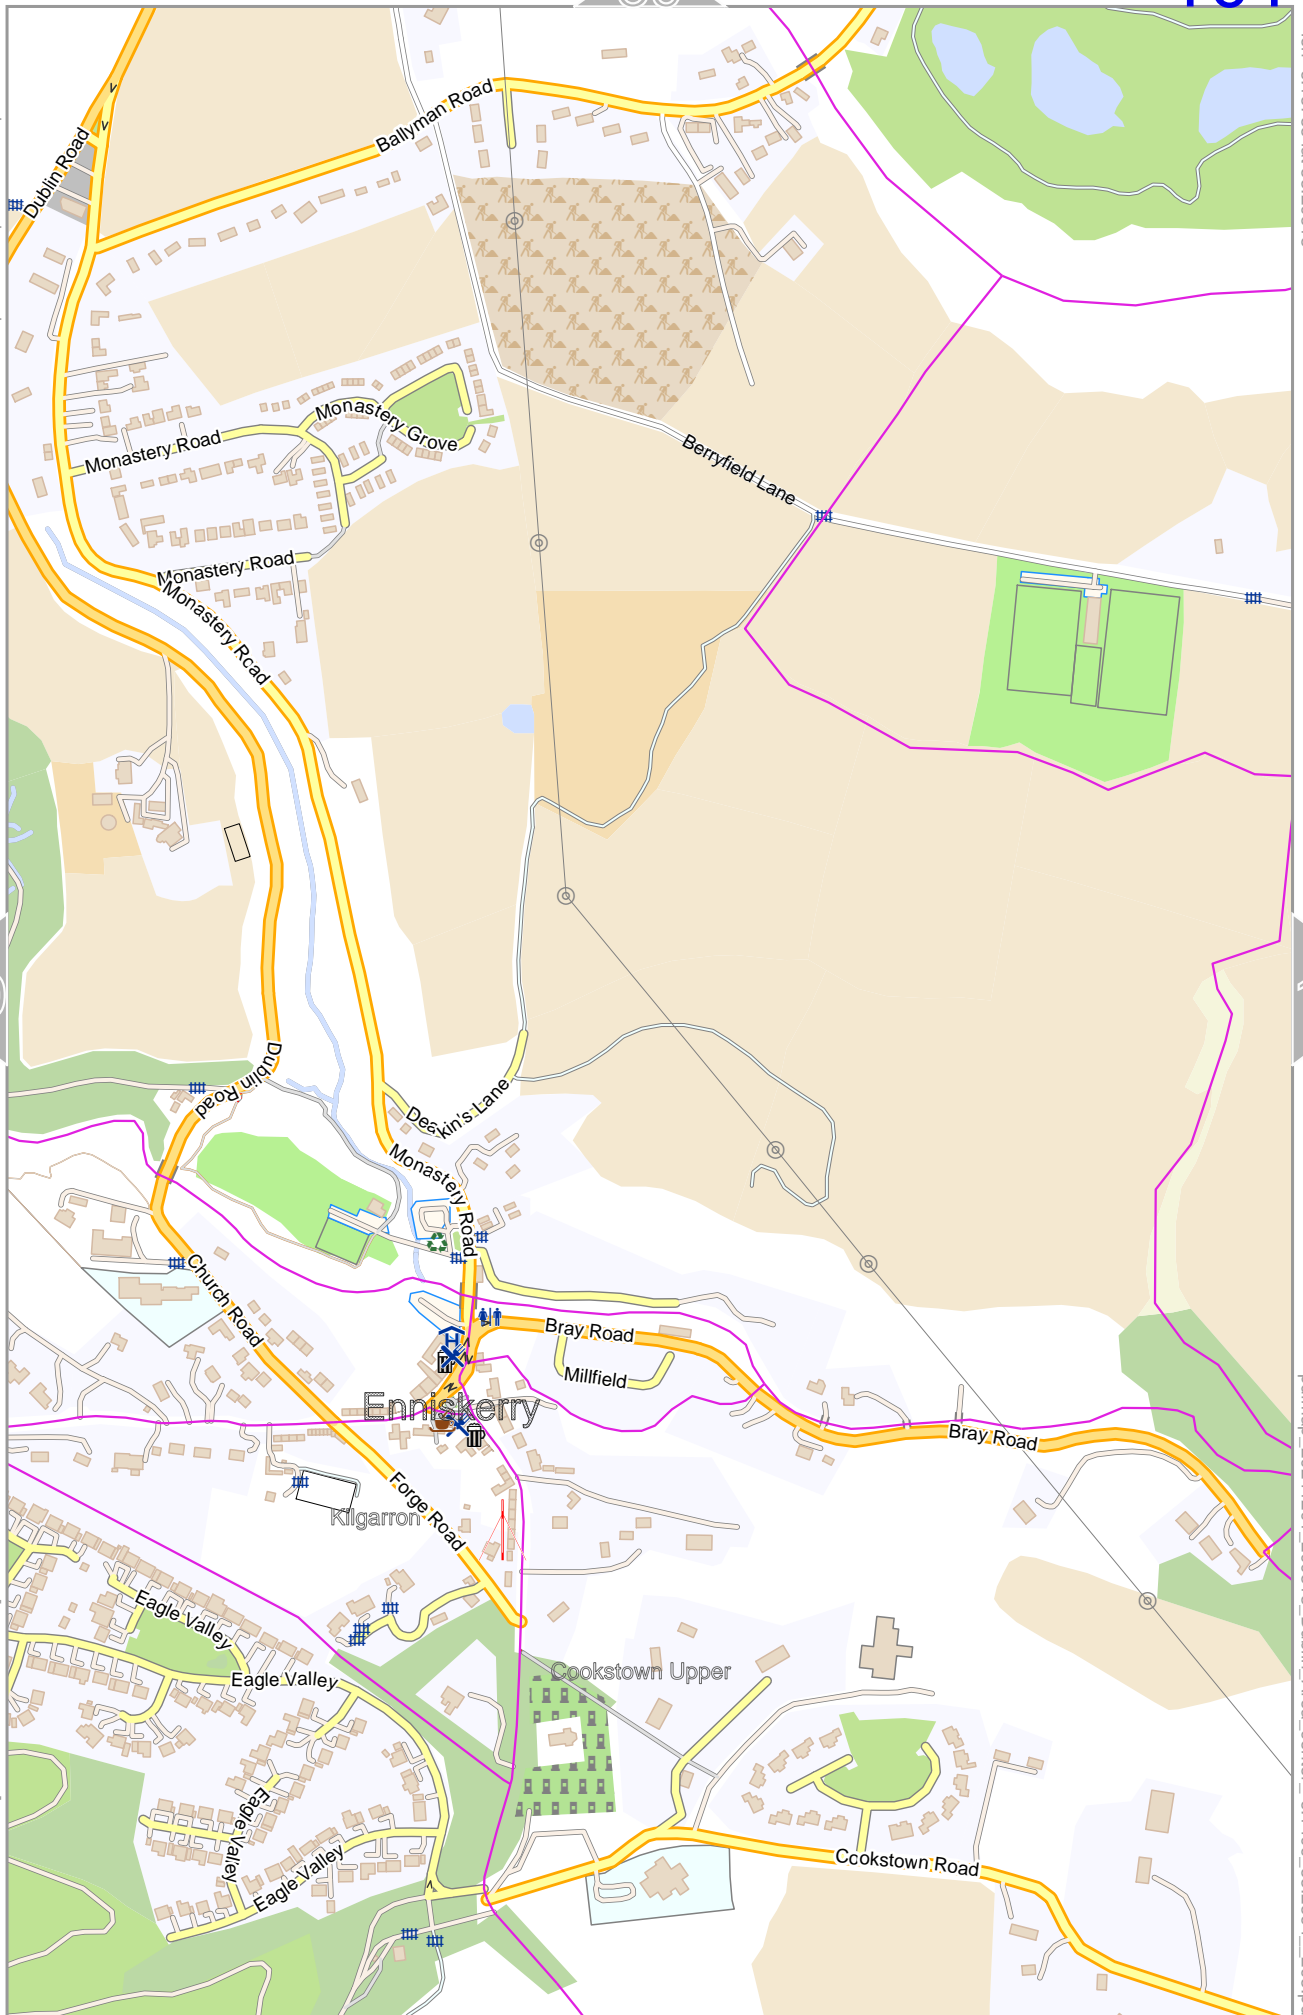 Ballyman Road
Dublin Road
Monastery Grove
Monastery Road
Berryfield Lane
Monastery Road
Monastery Road
Dublin Road
Deakin's Lane
Monastery Road
Church Road
Bray Road
Millfield
Enniskerry
Bray Road
Forge Road
Kilgarron
Eagle Valley
Eagle Valley
Cookstown Upper
Eagle Valley
Eagle Valley
Cookstown Road